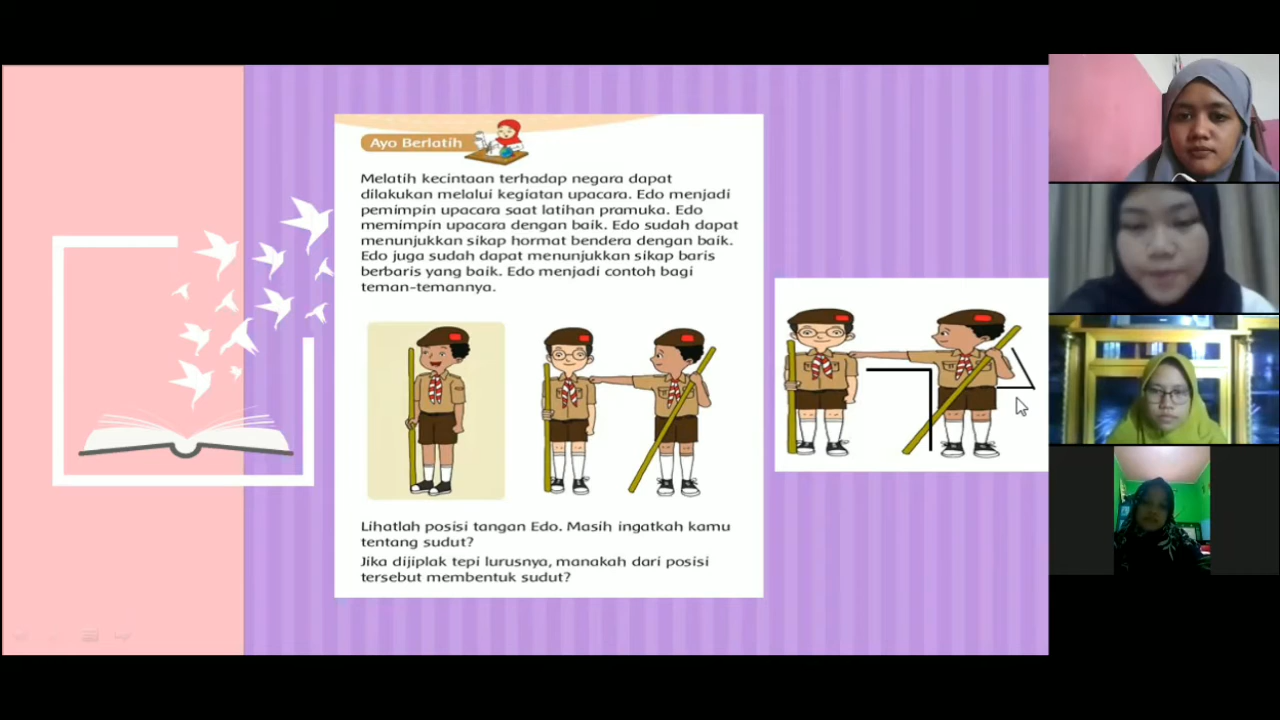 Ayo Berlatih
Melatih kecintaan terhadap negara dapat
dilakukan melalui kegiatan upacara. Edo menjadi
pemimpin upacara saat latihan pramuka. Edo
memimpin upacara dengan baik. Edo sudah dapat
menunjukkan sikap hormat bendera dengan baik.
Edo juga sudah dapat menunjukkan sikap baris
berbaris yang baik. Edo menjadi contoh bagi
teman-temannya.
Lihatlah posisi tangan Edo. Masih ingatkah kamu
tentang sudut?
Jika dijiplak tepi lurusnya, manakah dari posisi
tersebut membentuk sudut?